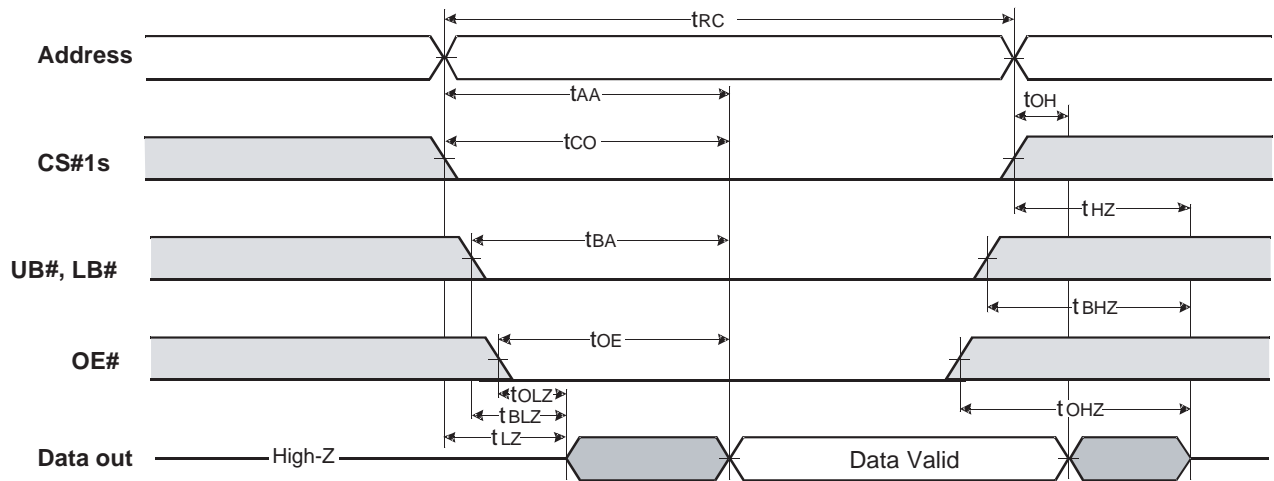 tRC
Address
tAA
tOH
tCO
CS#1s
tHZ
tBA
UB#, LB#
tBHZ
tOE
OE#
tOLZ
tBLZ
tOHZ
tLZ
Data out
High-Z
Data Valid